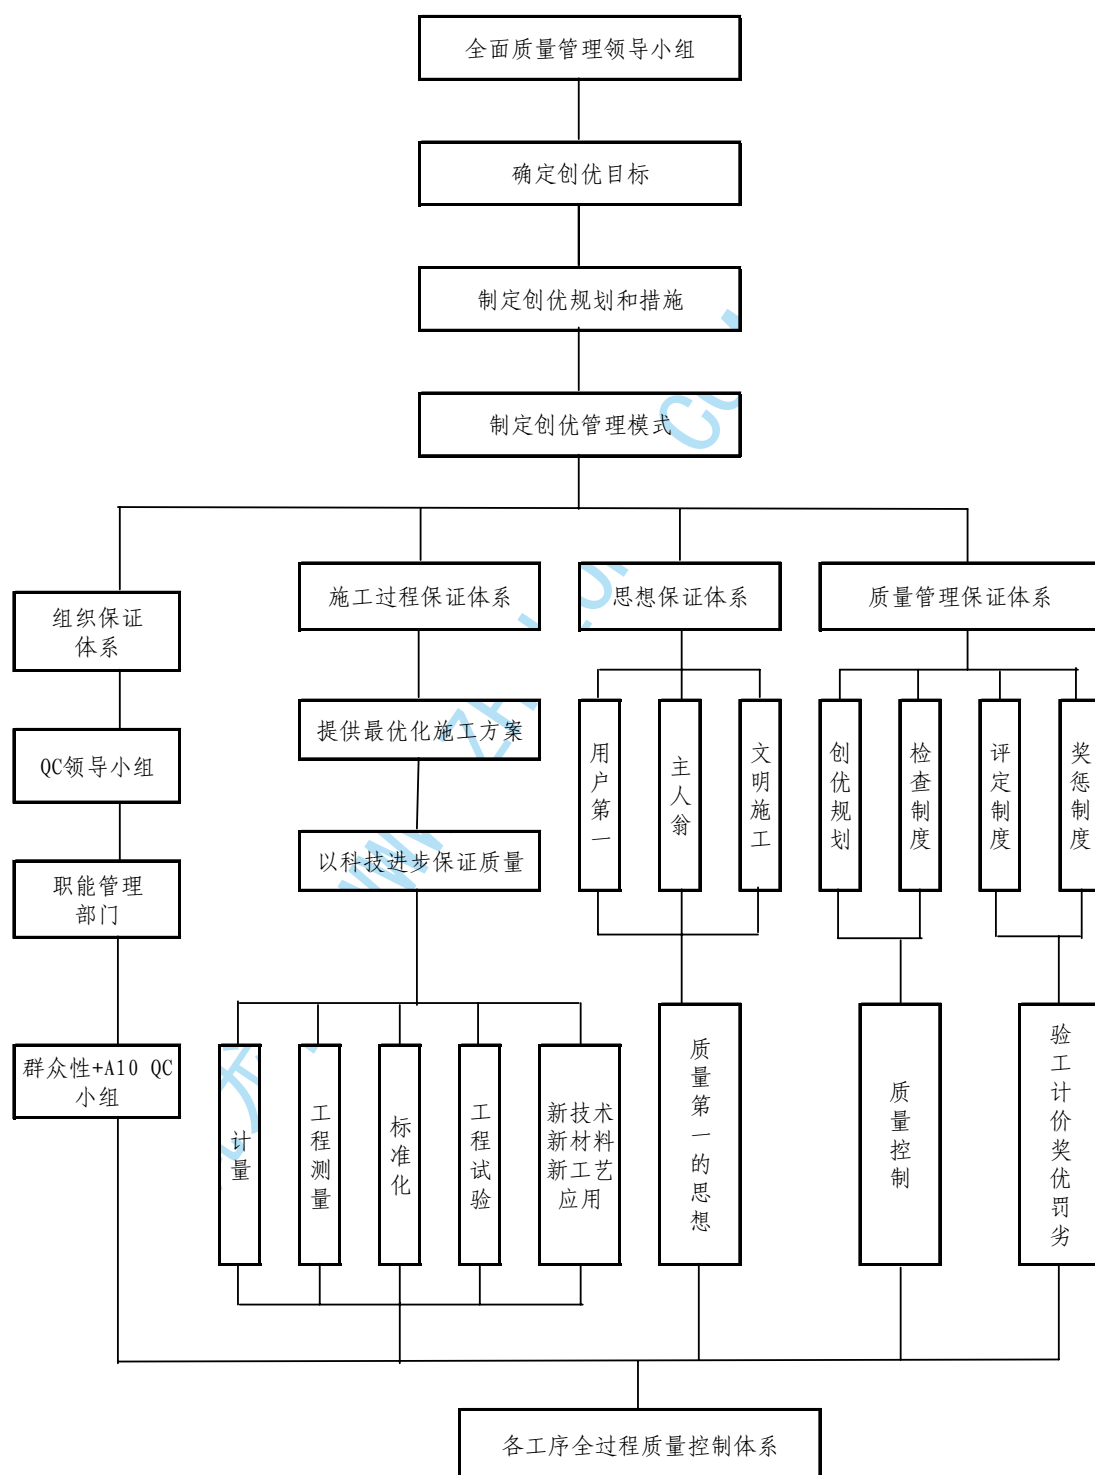 全面质量管理领导小组
确定创优目标
制定创优规划和措施
制定创优管理模式
组织保证
体系
施工过程保证体系
思想保证体系
质量管理保证体系
QC领导小组
提供最优化施工方案
用户第一
主人翁
文明施工
创优规划
检查制度
评定制度
奖惩制度
职能管理
部门
以科技进步保证质量
群众性+A10 QC
小组
计量
工程测量
标准化
工程试验
新技术
新材料
新工艺
应用
质量第一的思想
质量控制
验工计价奖优罚劣
各工序全过程质量控制体系